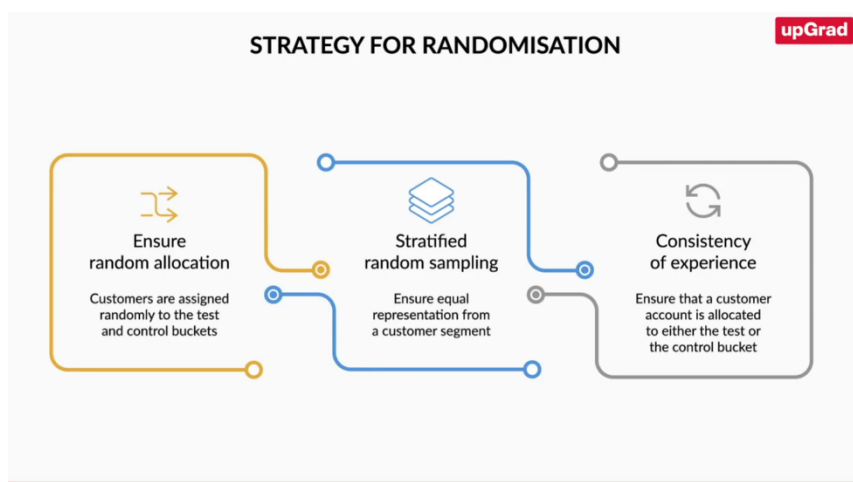 upGrad
STRATEGY FOR RANDOMISATION
Ensure
random allocation
Customers are assigned
randomly to the test
and control buckets
Stratified
random sampling
Ensure equal
representation from
a customer segment
Consistency
of experience
Ensure that a customer
account is allocated
to either the test or
the control bucket